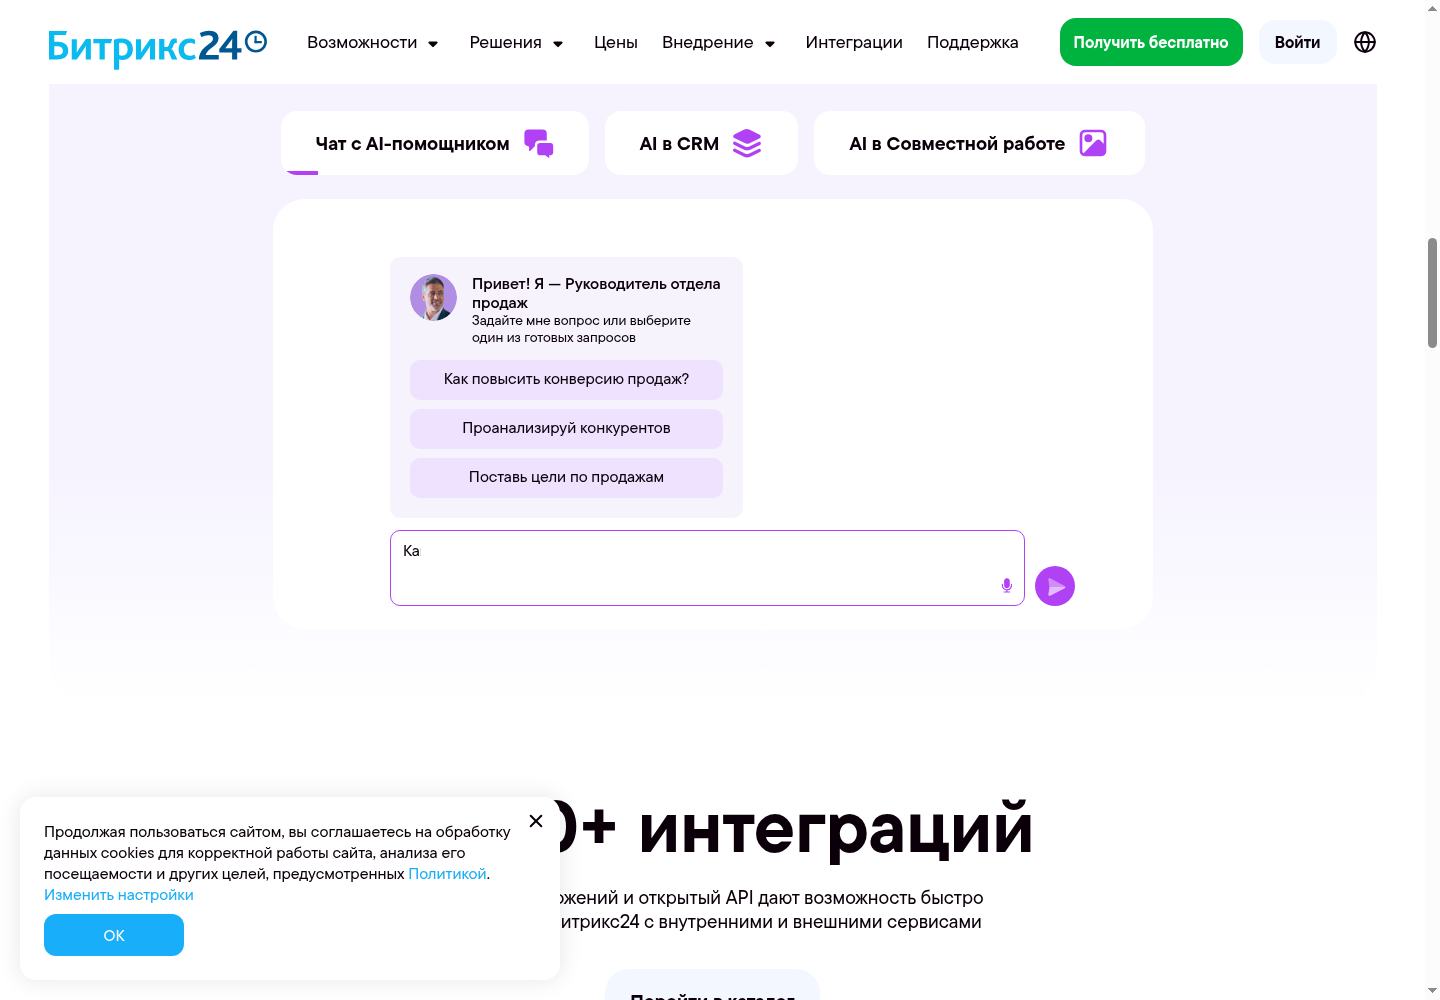 Битрикс24
Возможности
Решения
Цены
Внедрение
Интеграции
Поддержка
Получить бесплатно
Войти
Чат с AI-помощником
AI в CRM
AI в Совместной работе
Привет! Я — Руководитель отдела
продаж
Задайте мне вопрос или выберите
один из готовых запросов
Как повысить конверсию продаж?
Проанализируй конкурентов
Поставь цели по продажам
Ка
0+ интеграций
и открытый API дают возможность быстро
с внутренними и внешними сервисами
Перейти в каталог
Продолжая пользоваться сайтом, вы соглашаетесь на обработку
данных cookies для корректной работы сайта, анализа его
посещаемости и других целей, предусмотренных Политикой.
Изменить настройки
OK